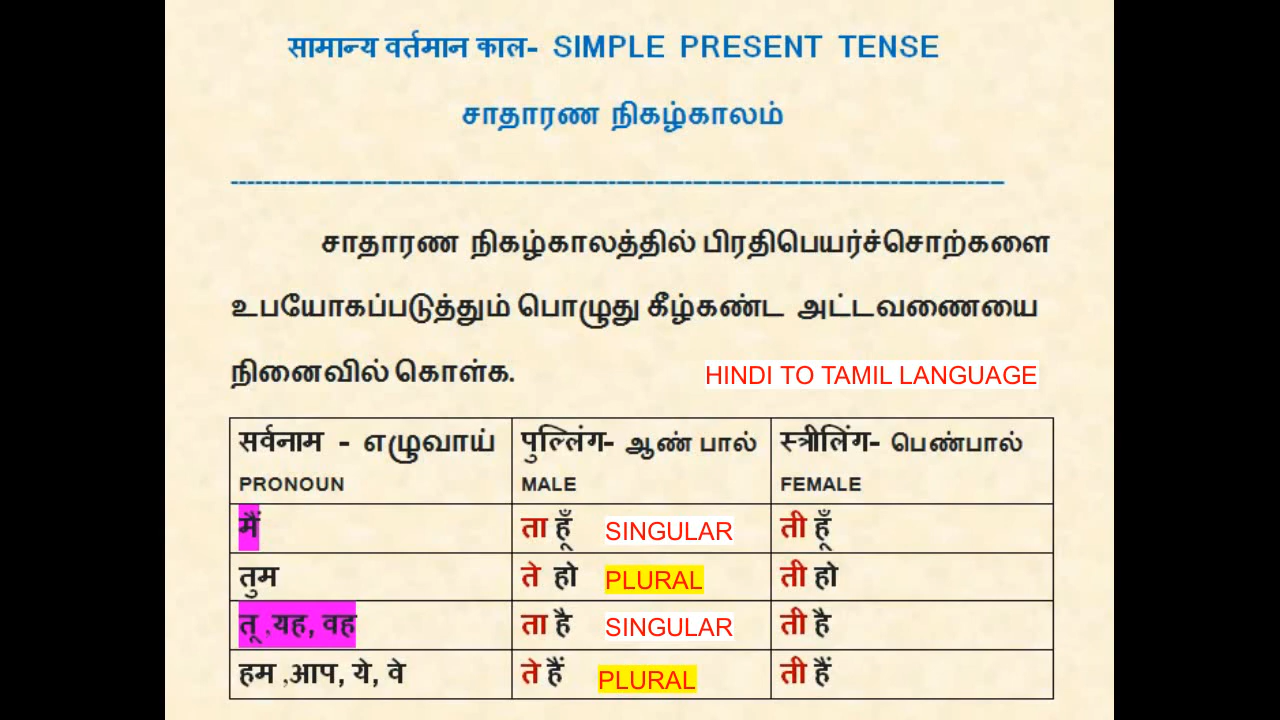 सामान्य वर्तमान काल- SIMPLE PRESENT TENSE
சாதாரண நிகழ்காலம்
சாதாரண நிகழ்காலத்தில் பிரதிபெயர்ச்சொற்களை
உபயோகப்படுத்தும் பொழுது கீழ்கண்ட அட்டவணையை
நினைவில் கொள்க. HINDI TO TAMIL LANGUAGE
सर्वनाम - எழுவாய் पुल्लिंग- ஆண் பால் स्त्रीलिंग- பெண்பால்
PRONOUN MALE FEMALE
मैं ता हूँ SINGULAR ती हूँ
तुम ते हो PLURAL ती हो
तू ,यह, वह ता है SINGULAR ती है
हम ,आप, ये, वे ते हैं PLURAL ती हैं